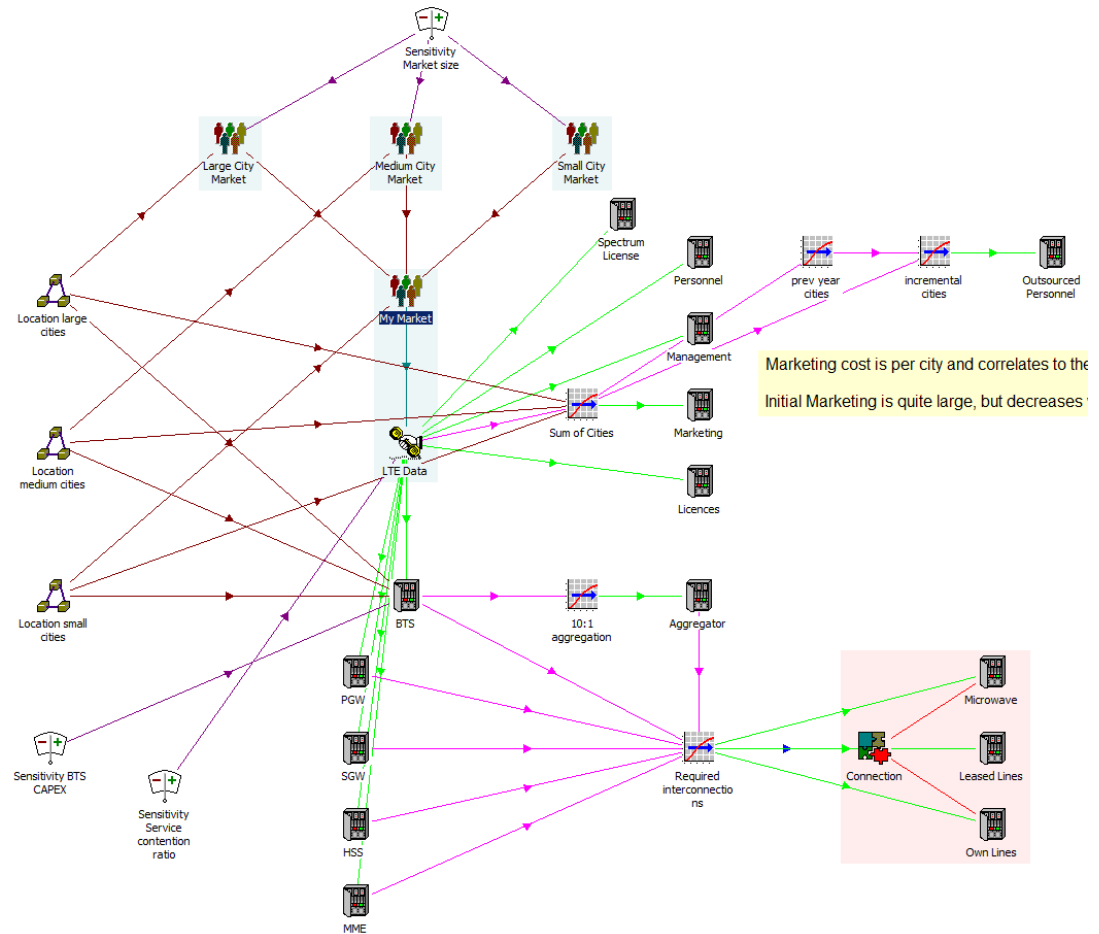 Sensitivity
Market size
Large City
Market
Medium City
Market
Small City
Market
Spectrum
License
Personnel
prev year
cities
incremental
cities
Outsourced
Personnel
Location large
cities
My Market
Management
Marketing cost is per city and correlates to the
Initial Marketing is quite large, but decreases
Sum of Cities
Marketing
LTE Data
Location
medium cities
Licences
Location small
cities
BTS
10:1
aggregation
Aggregator
PGW
Microwave
Sensitivity BTS
CAPEX
SGW
Required
interconnectio
ns
Connection
Leased Lines
Sensitivity
Service
contention
ratio
HSS
Own Lines
MME